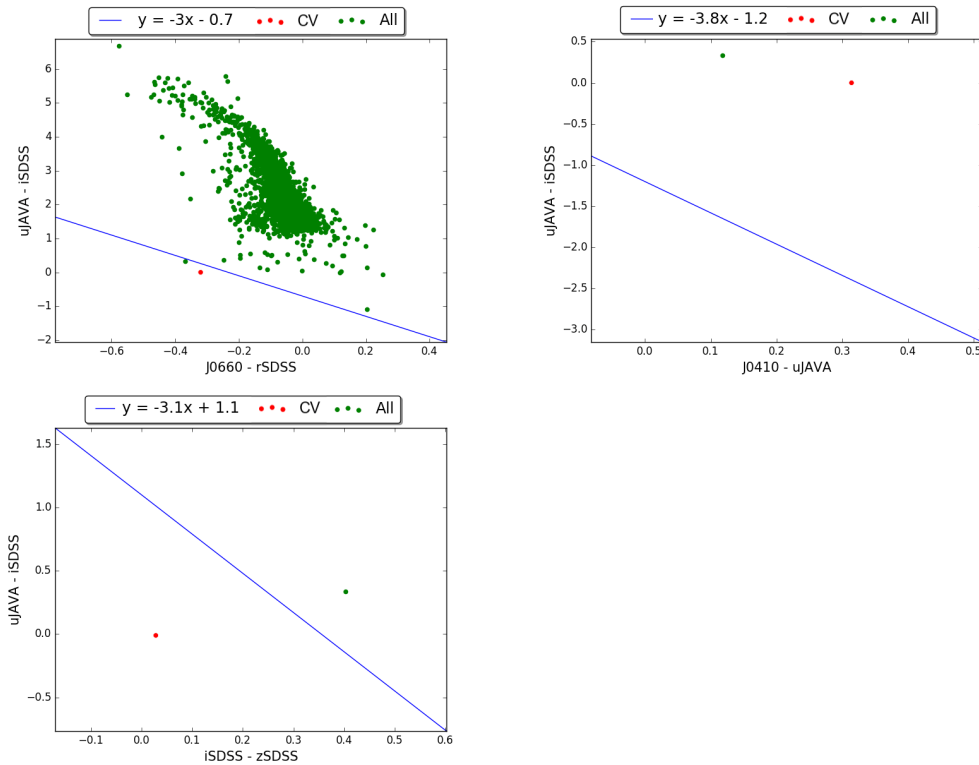 y = -3x - 0.7 CV All
6
5
4
3
2
1
0
−1
−2
uJAVA - iSDSS
−0.6 −0.4 −0.2 0.0 0.2 0.4
J0660 - rSDSS
y = -3.8x - 1.2 CV All
0.5
0.0
−0.5
−1.0
−1.5
−2.0
−2.5
−3.0
uJAVA - iSDSS
0.0 0.1 0.2 0.3 0.4 0.5
J0410 - uJAVA
y = -3.1x + 1.1 CV All
1.5
1.0
0.5
0.0
−0.5
uJAVA - iSDSS
−0.1 0.0 0.1 0.2 0.3 0.4 0.5 0.6
iSDSS - zSDSS